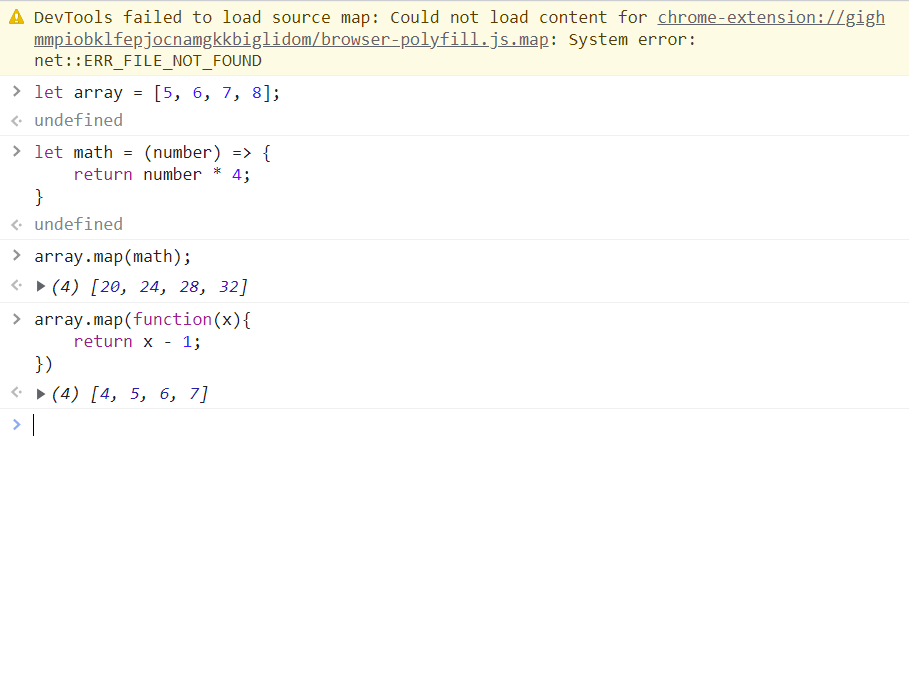 DevTools failed to load source map: Could not load content for chrome-extension://gigh
mmpiobklfepjocnamgkkbiglidom/browser-polyfill.js.map: System error:
net::ERR_FILE_NOT_FOUND
let array = [5, 6, 7, 8];
undefined
let math = (number) => {
    return number * 4;
}
undefined
array.map(math);
(4) [20, 24, 28, 32]
array.map(function(x){
    return x - 1;
})
(4) [4, 5, 6, 7]